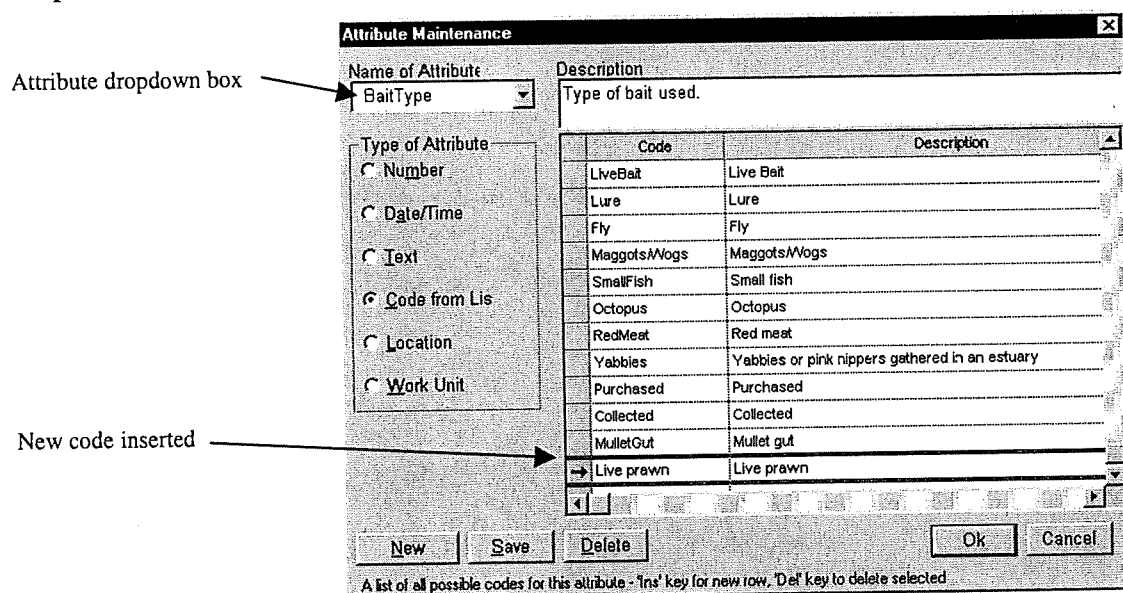 Attribute Maintenance
Attribute dropdown box
Name of Attribute
Description
BaitType
Type of bait used.
Type of Attribute
Code
Description
Number
Date/Time
Text
Code from Lis
Location
Work Unit
LiveBait
Live Bait
Lure
Lure
Fly
Fly
Maggots/Wogs
Maggots/Wogs
SmallFish
Small fish
Octopus
Octopus
RedMeat
Red meat
Yabbies
Yabbies or pink nippers gathered in an estuary
Purchased
Purchased
Collected
Collected
MulletGut
Mullet gut
New code inserted
Live prawn
Live prawn
New
Save
Delete
Ok
Cancel
A list of all possible codes for this attribute - 'Ins' key for new row, 'Del' key to delete selected